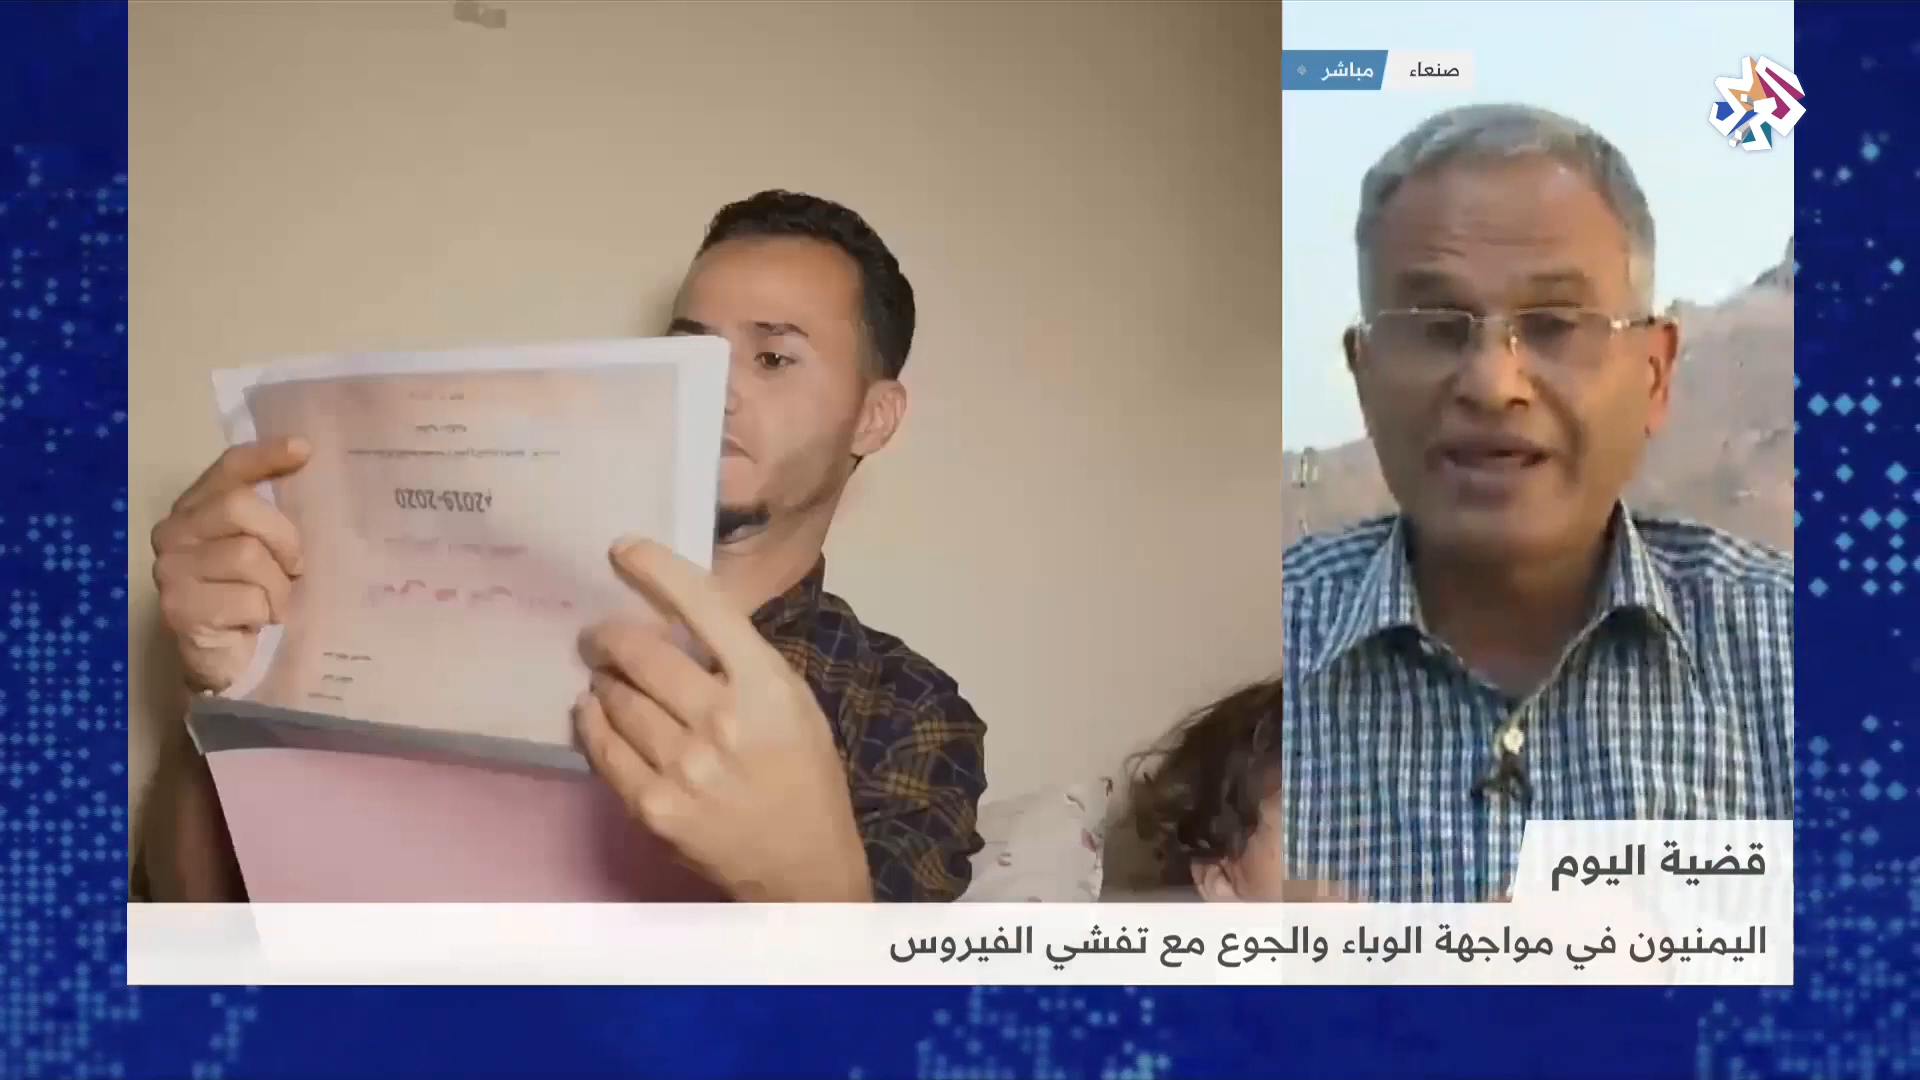 صنعاء
مباشر
2019-2020م
قضية اليوم
اليمنيون في مواجهة الوباء والجوع مع تفشي الفيروس